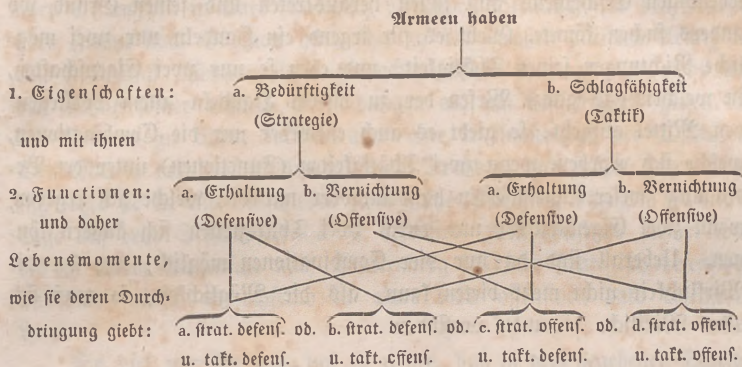 Armeen haben
1. Eigenschaften: a. Bedürftigkeit b. Schlagfähigkeit
(Strategie) (Taktik)
und mit ihnen
2. Functionen: a. Erhaltung b. Vernichtung a. Erhaltung b. Vernichtung
und daher (Defensive) (Offensive) (Defensive) (Offensive)
Lebensmomente,
wie sie deren Durch-
dringung giebt: a. strat. defens. od. b. strat. defens. od. c. strat. offens. od. d. strat. offens.
u. takt. defens. u. takt. offens. u. takt. defens. u. takt. offens.